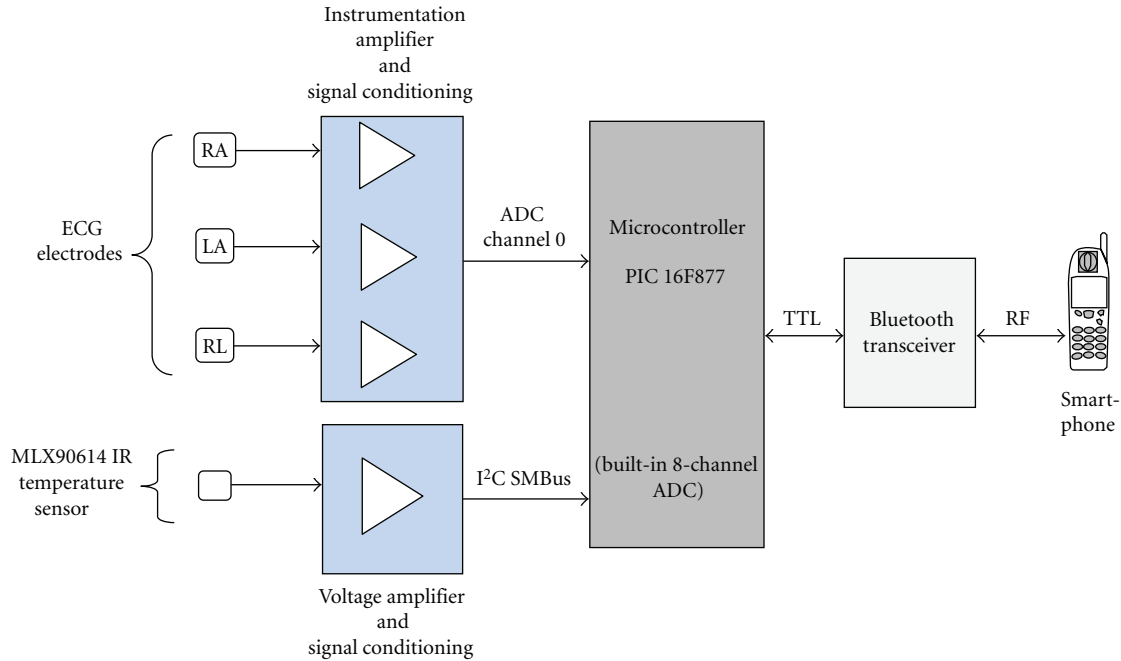 Instrumentation
amplifier
and
signal conditioning
ECG
electrodes
RA
LA
RL
ADC
channel 0
Microcontroller
PIC 16F877
(built-in 8-channel
ADC)
TTL
Bluetooth
transceiver
RF
Smart-
phone
MLX90614 IR
temperature
sensor
I²C SMBus
Voltage amplifier
and
signal conditioning